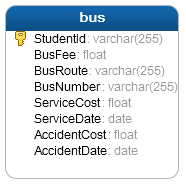 bus
StudentId: varchar(255)
BusFee: float
BusRoute: varchar(255)
BusNumber: varchar(255)
ServiceCost: float
ServiceDate: date
AccidentCost: float
AccidentDate: date